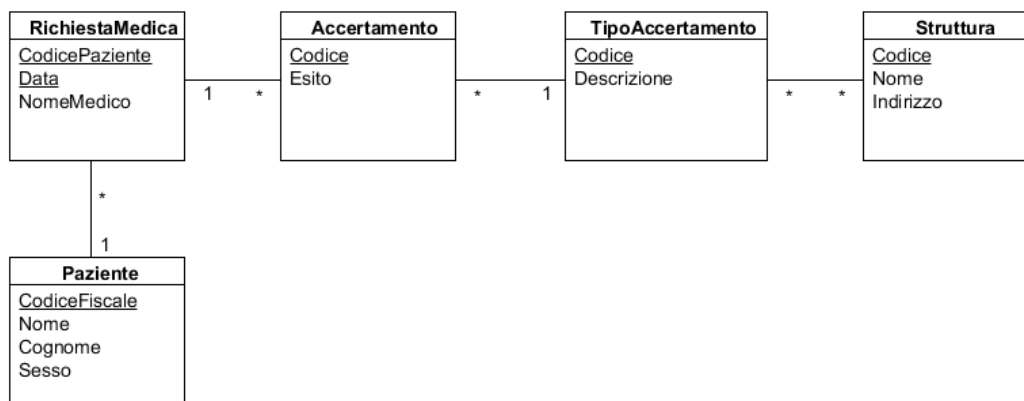 RichiestaMedica
CodicePaziente
Data
NomeMedico
1
*
Accertamento
Codice
Esito
*
1
TipoAccertamento
Codice
Descrizione
*
*
Struttura
Codice
Nome
Indirizzo
*
1
Paziente
CodiceFiscale
Nome
Cognome
Sesso